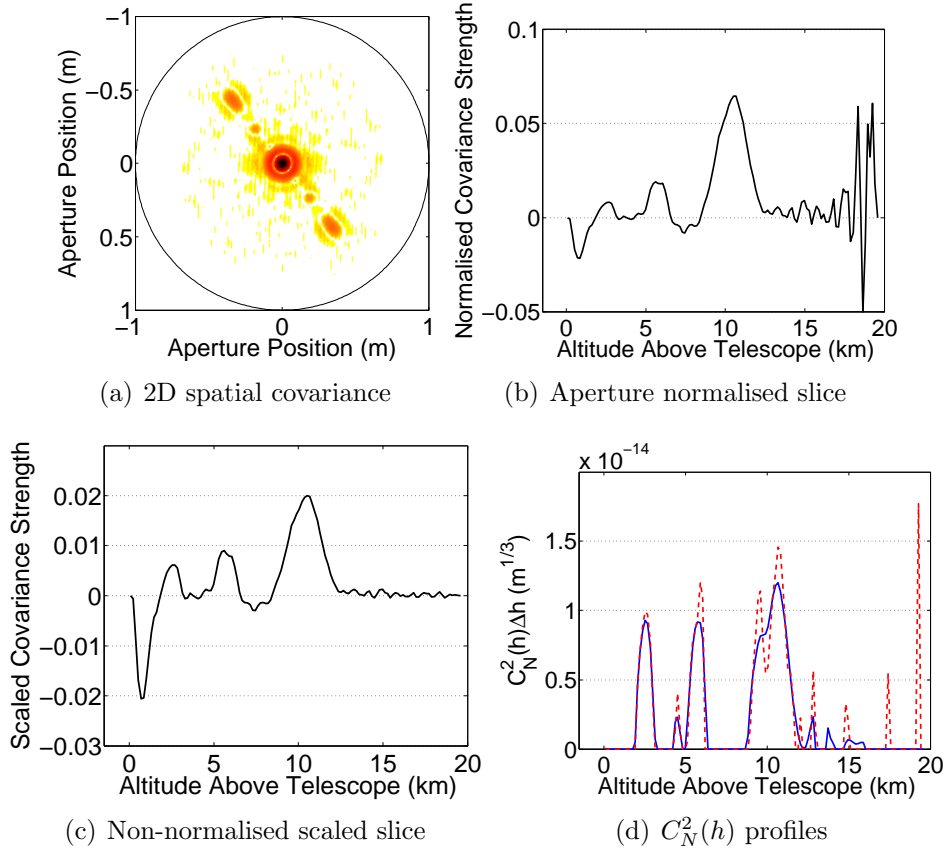 −1
−0.5
0
0.5
1
−1
0
1
Aperture Position (m)
Aperture Position (m)
(a) 2D spatial covariance
0.1
0.05
0
−0.05
0
5
10
15
20
Normalised Covariance Strength
Altitude Above Telescope (km)
(b) Aperture normalised slice
0.02
0.01
0
−0.01
−0.02
−0.03
0
5
10
15
20
Scaled Covariance Strength
Altitude Above Telescope (km)
(c) Non-normalised scaled slice
x 10^{−14}
1.5
1
0.5
0
0
5
10
15
20
C_N^2(h)Δh (m^{1/3})
Altitude Above Telescope (km)
(d) C_N^2(h) profiles